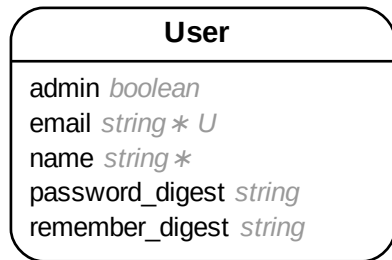 User
admin boolean
email string ∗ U
name string ∗
password_digest string
remember_digest string